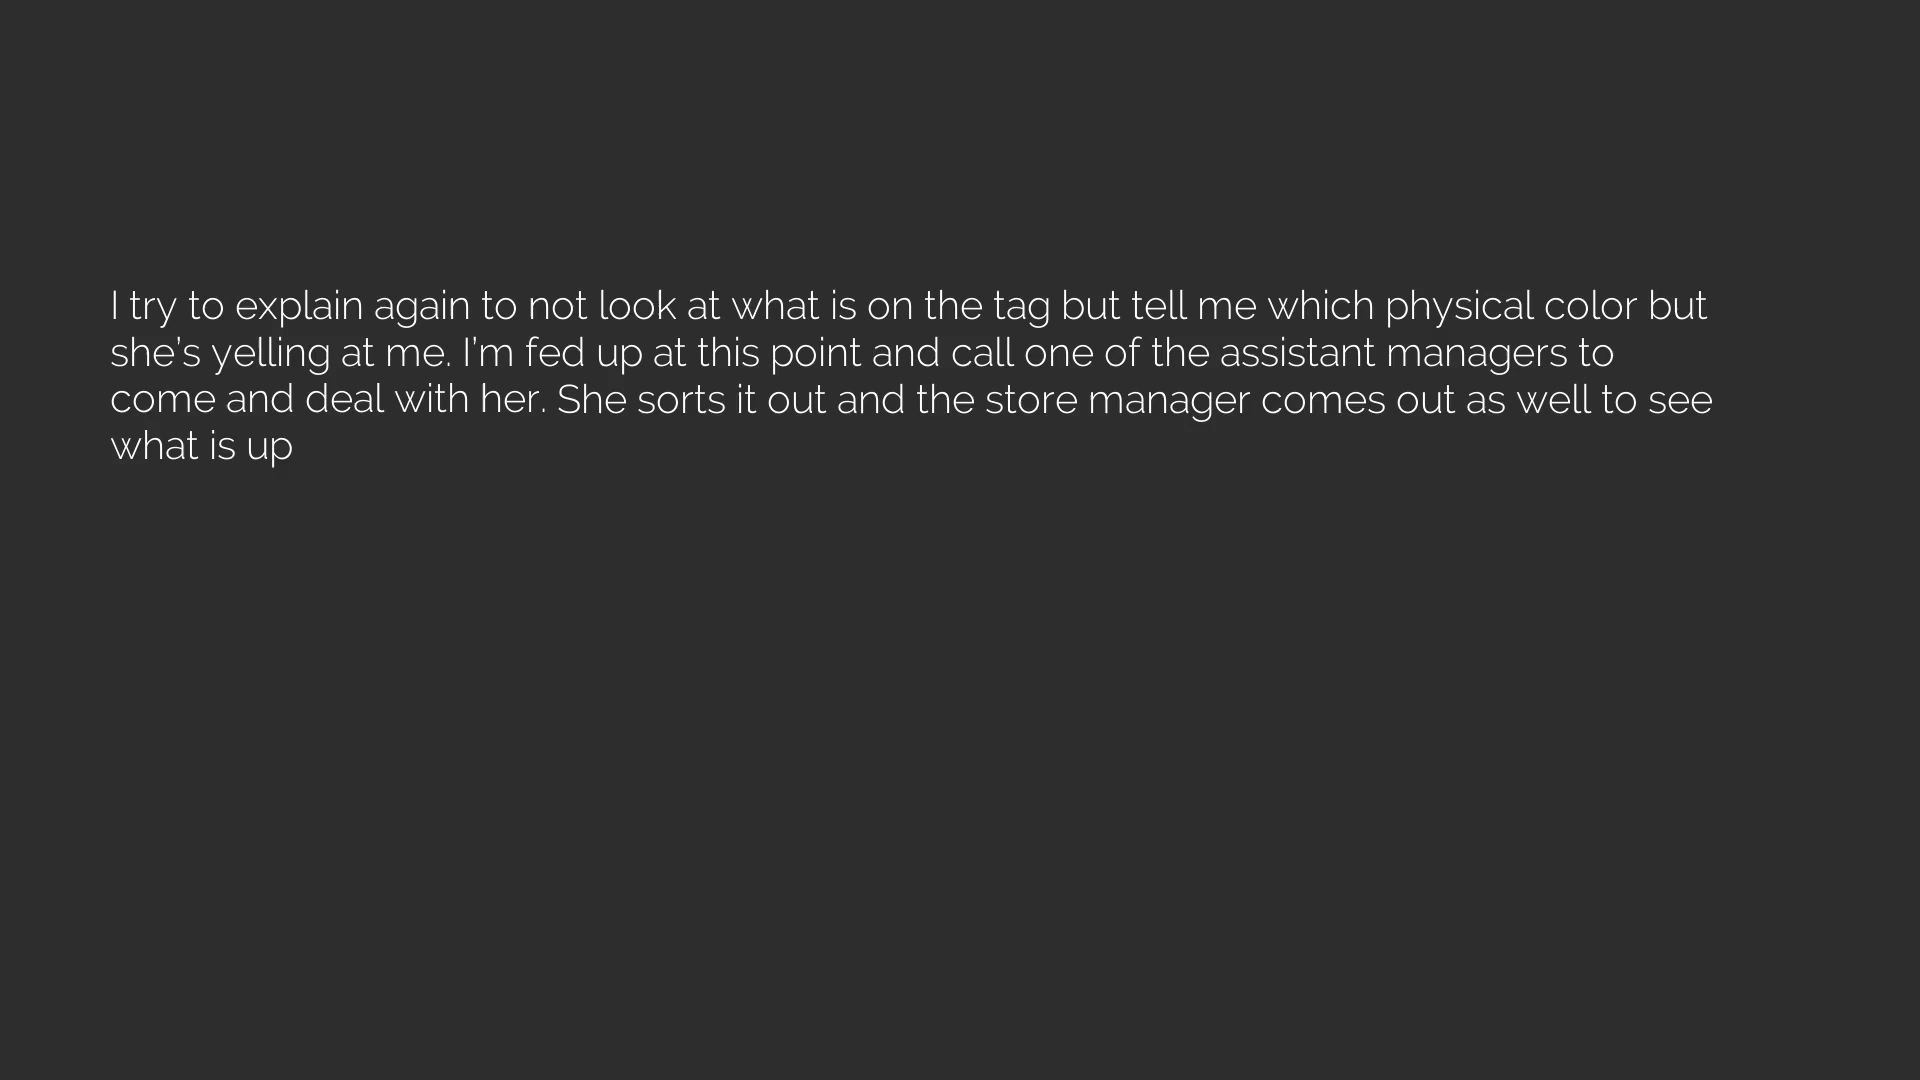 I try to explain again to not look at what is on the tag but tell me which physical color but
she's yelling at me. I'm fed up at this point and call one of the assistant managers to
come and deal with her. She sorts it out and the store manager comes out as well to see
what is up